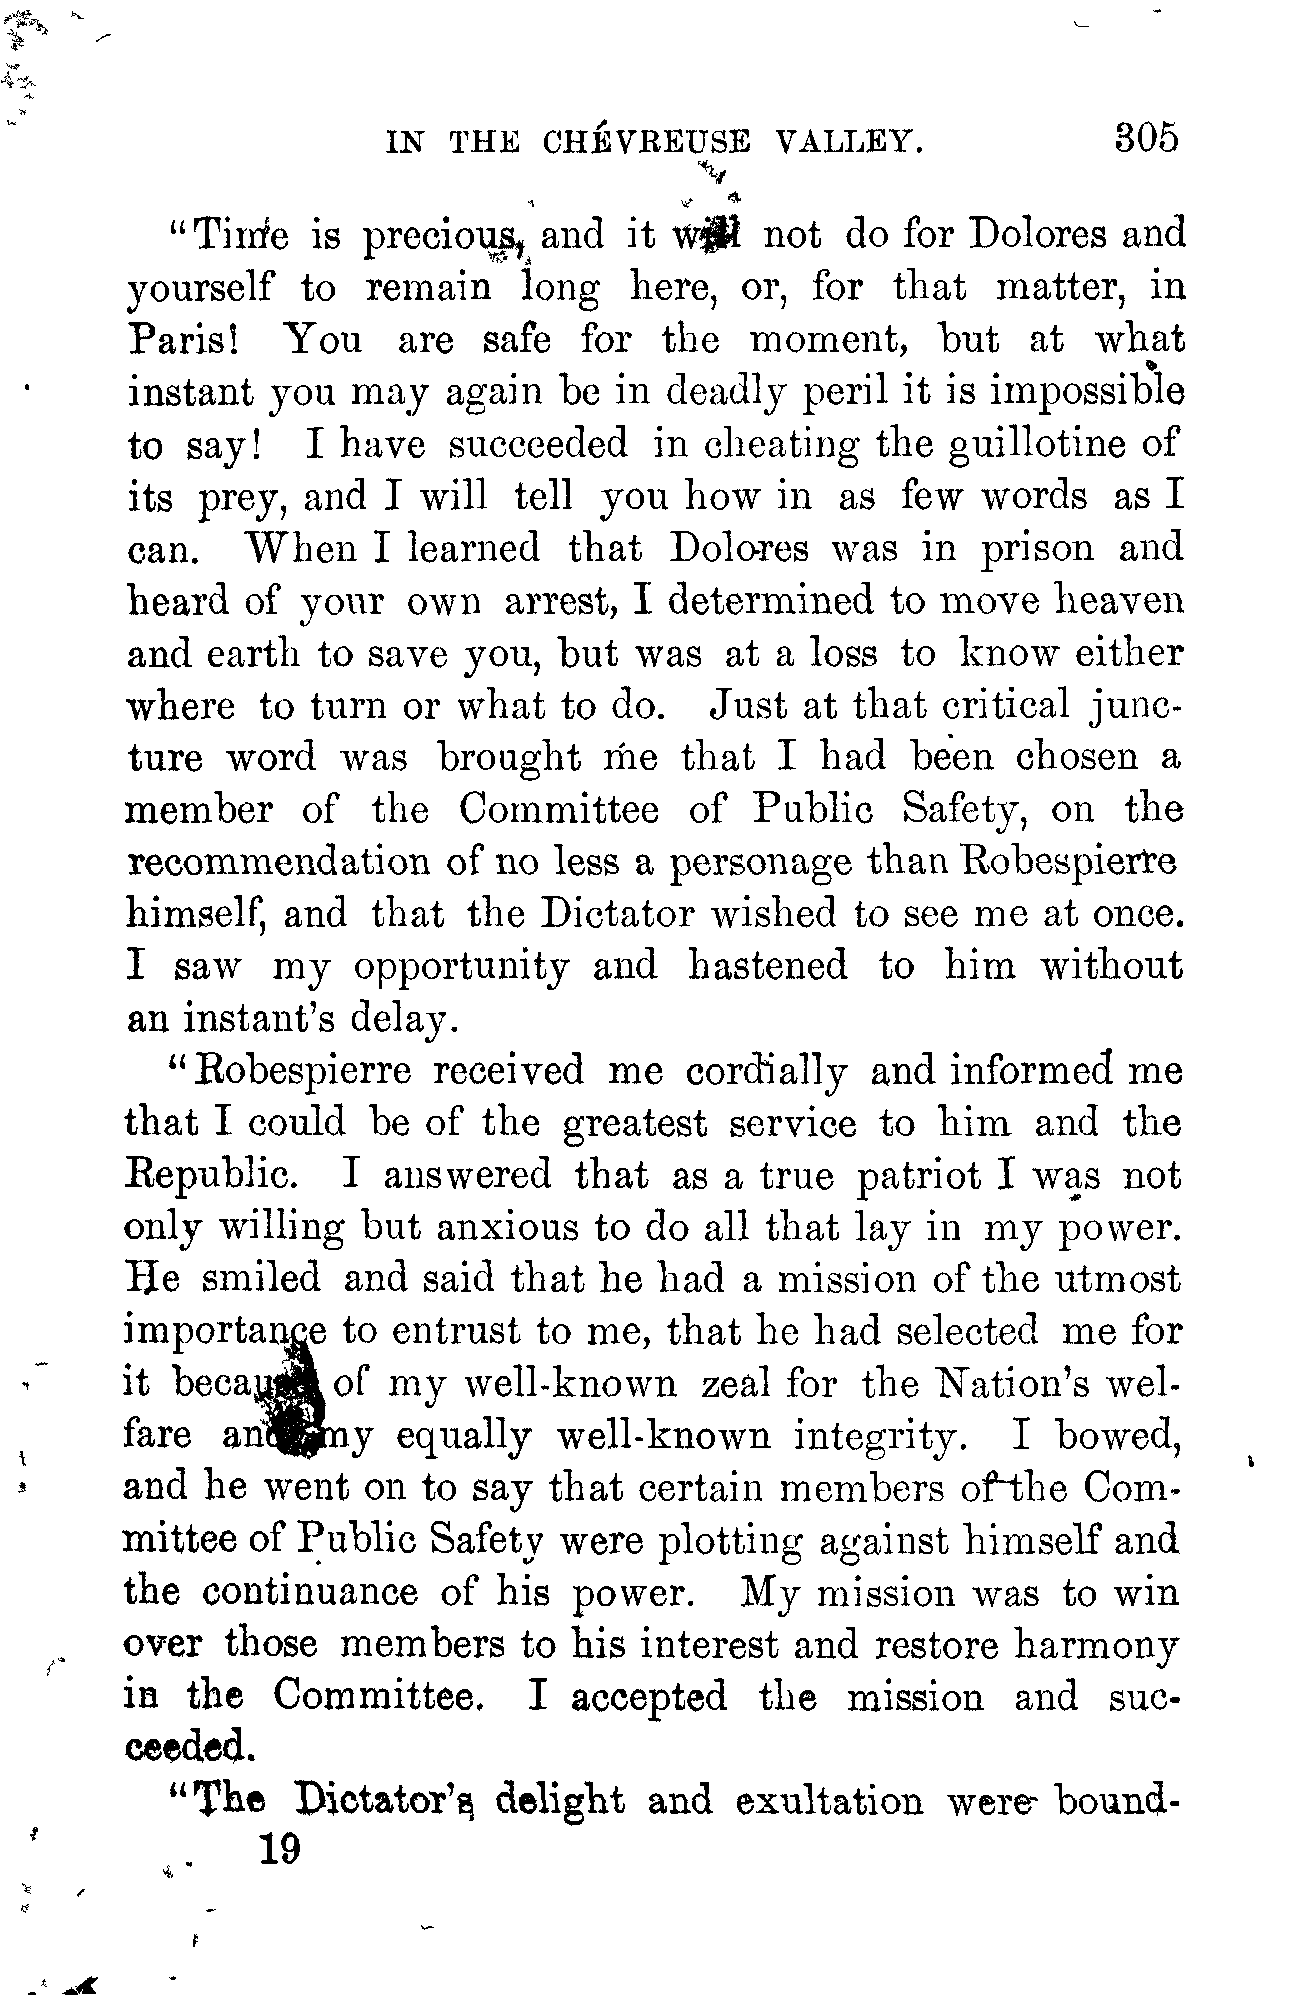 IN THE CHÉVREUSE VALLEY. 305
"Time is precious, and it will not do for Dolores and
yourself to remain long here, or, for that matter, in
Paris! You are safe for the moment, but at what
instant you may again be in deadly peril it is impossible
to say! I have succeeded in cheating the guillotine of
its prey, and I will tell you how in as few words as I
can. When I learned that Dolores was in prison and
heard of your own arrest, I determined to move heaven
and earth to save you, but was at a loss to know either
where to turn or what to do. Just at that critical junc-
ture word was brought me that I had been chosen a
member of the Committee of Public Safety, on the
recommendation of no less a personage than Robespierre
himself, and that the Dictator wished to see me at once.
I saw my opportunity and hastened to him without
an instant's delay.
"Robespierre received me cordially and informed me
that I could be of the greatest service to him and the
Republic. I answered that as a true patriot I was not
only willing but anxious to do all that lay in my power.
He smiled and said that he had a mission of the utmost
importance to entrust to me, that he had selected me for
it because of my well-known zeal for the Nation's wel-
fare and my equally well-known integrity. I bowed,
and he went on to say that certain members of the Com-
mittee of Public Safety were plotting against himself and
the continuance of his power. My mission was to win
over those members to his interest and restore harmony
in the Committee. I accepted the mission and suc-
ceeded.
"The Dictator's delight and exultation were bound-
19